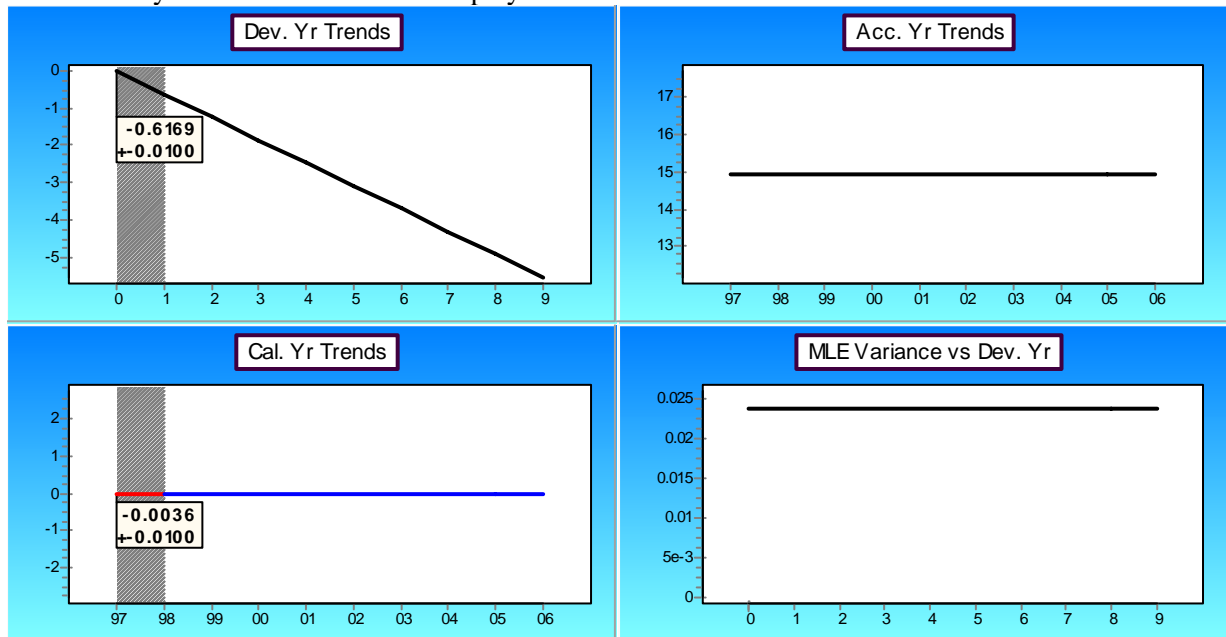 Dev. Yr Trends
0
-1
-2
-3
-4
-5
-0.6169
+-0.0100
0 1 2 3 4 5 6 7 8 9
Acc. Yr Trends
17
16
15
14
13
97 98 99 00 01 02 03 04 05 06
Cal. Yr Trends
2
1
0
-1
-2
-0.0036
+-0.0100
97 98 99 00 01 02 03 04 05 06
MLE Variance vs Dev. Yr
0.025
0.02
0.015
0.01
5e-3
0
0 1 2 3 4 5 6 7 8 9